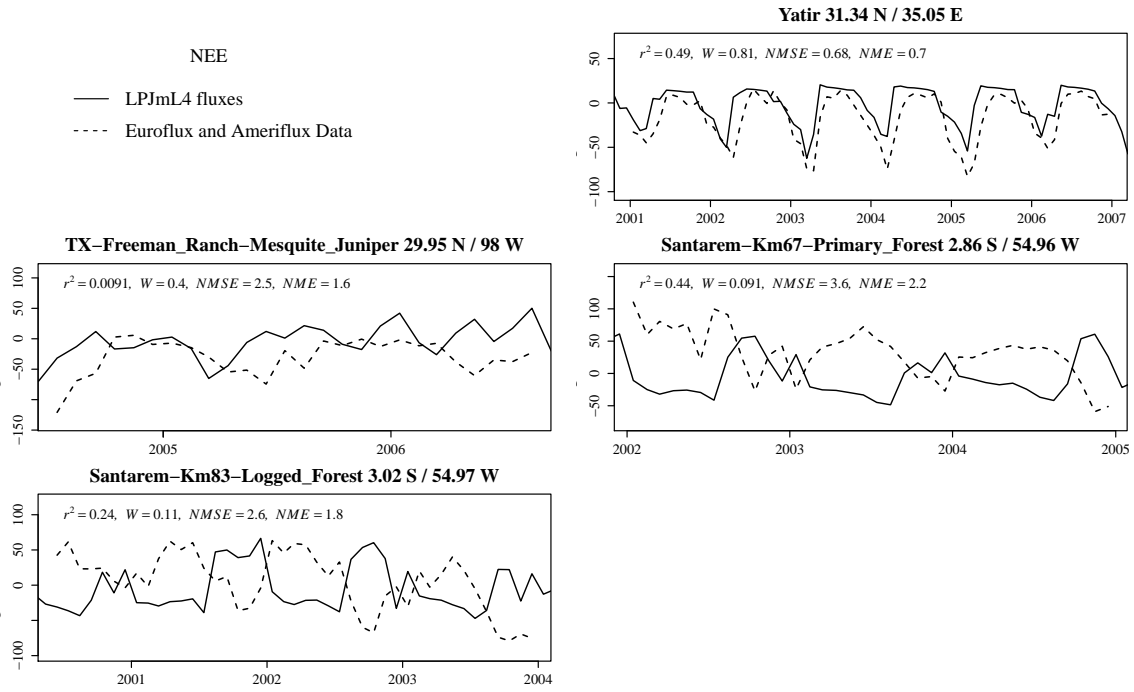 NEE
LPJmL4 fluxes
Euroflux and Ameriflux Data
Yatir 31.34 N / 35.05 E
r² = 0.49, W = 0.81, NMSE = 0.68, NME = 0.7
50
0
−50
−100
2001 2002 2003 2004 2005 2006 2007
TX−Freeman_Ranch−Mesquite_Juniper 29.95 N / 98 W
r² = 0.0091, W = 0.4, NMSE = 2.5, NME = 1.6
100
50
0
−50
−150
2005 2006
Santarem−Km67−Primary_Forest 2.86 S / 54.96 W
r² = 0.44, W = 0.091, NMSE = 3.6, NME = 2.2
100
50
0
−50
2002 2003 2004 2005
Santarem−Km83−Logged_Forest 3.02 S / 54.97 W
r² = 0.24, W = 0.11, NMSE = 2.6, NME = 1.8
100
50
0
−100
2001 2002 2003 2004